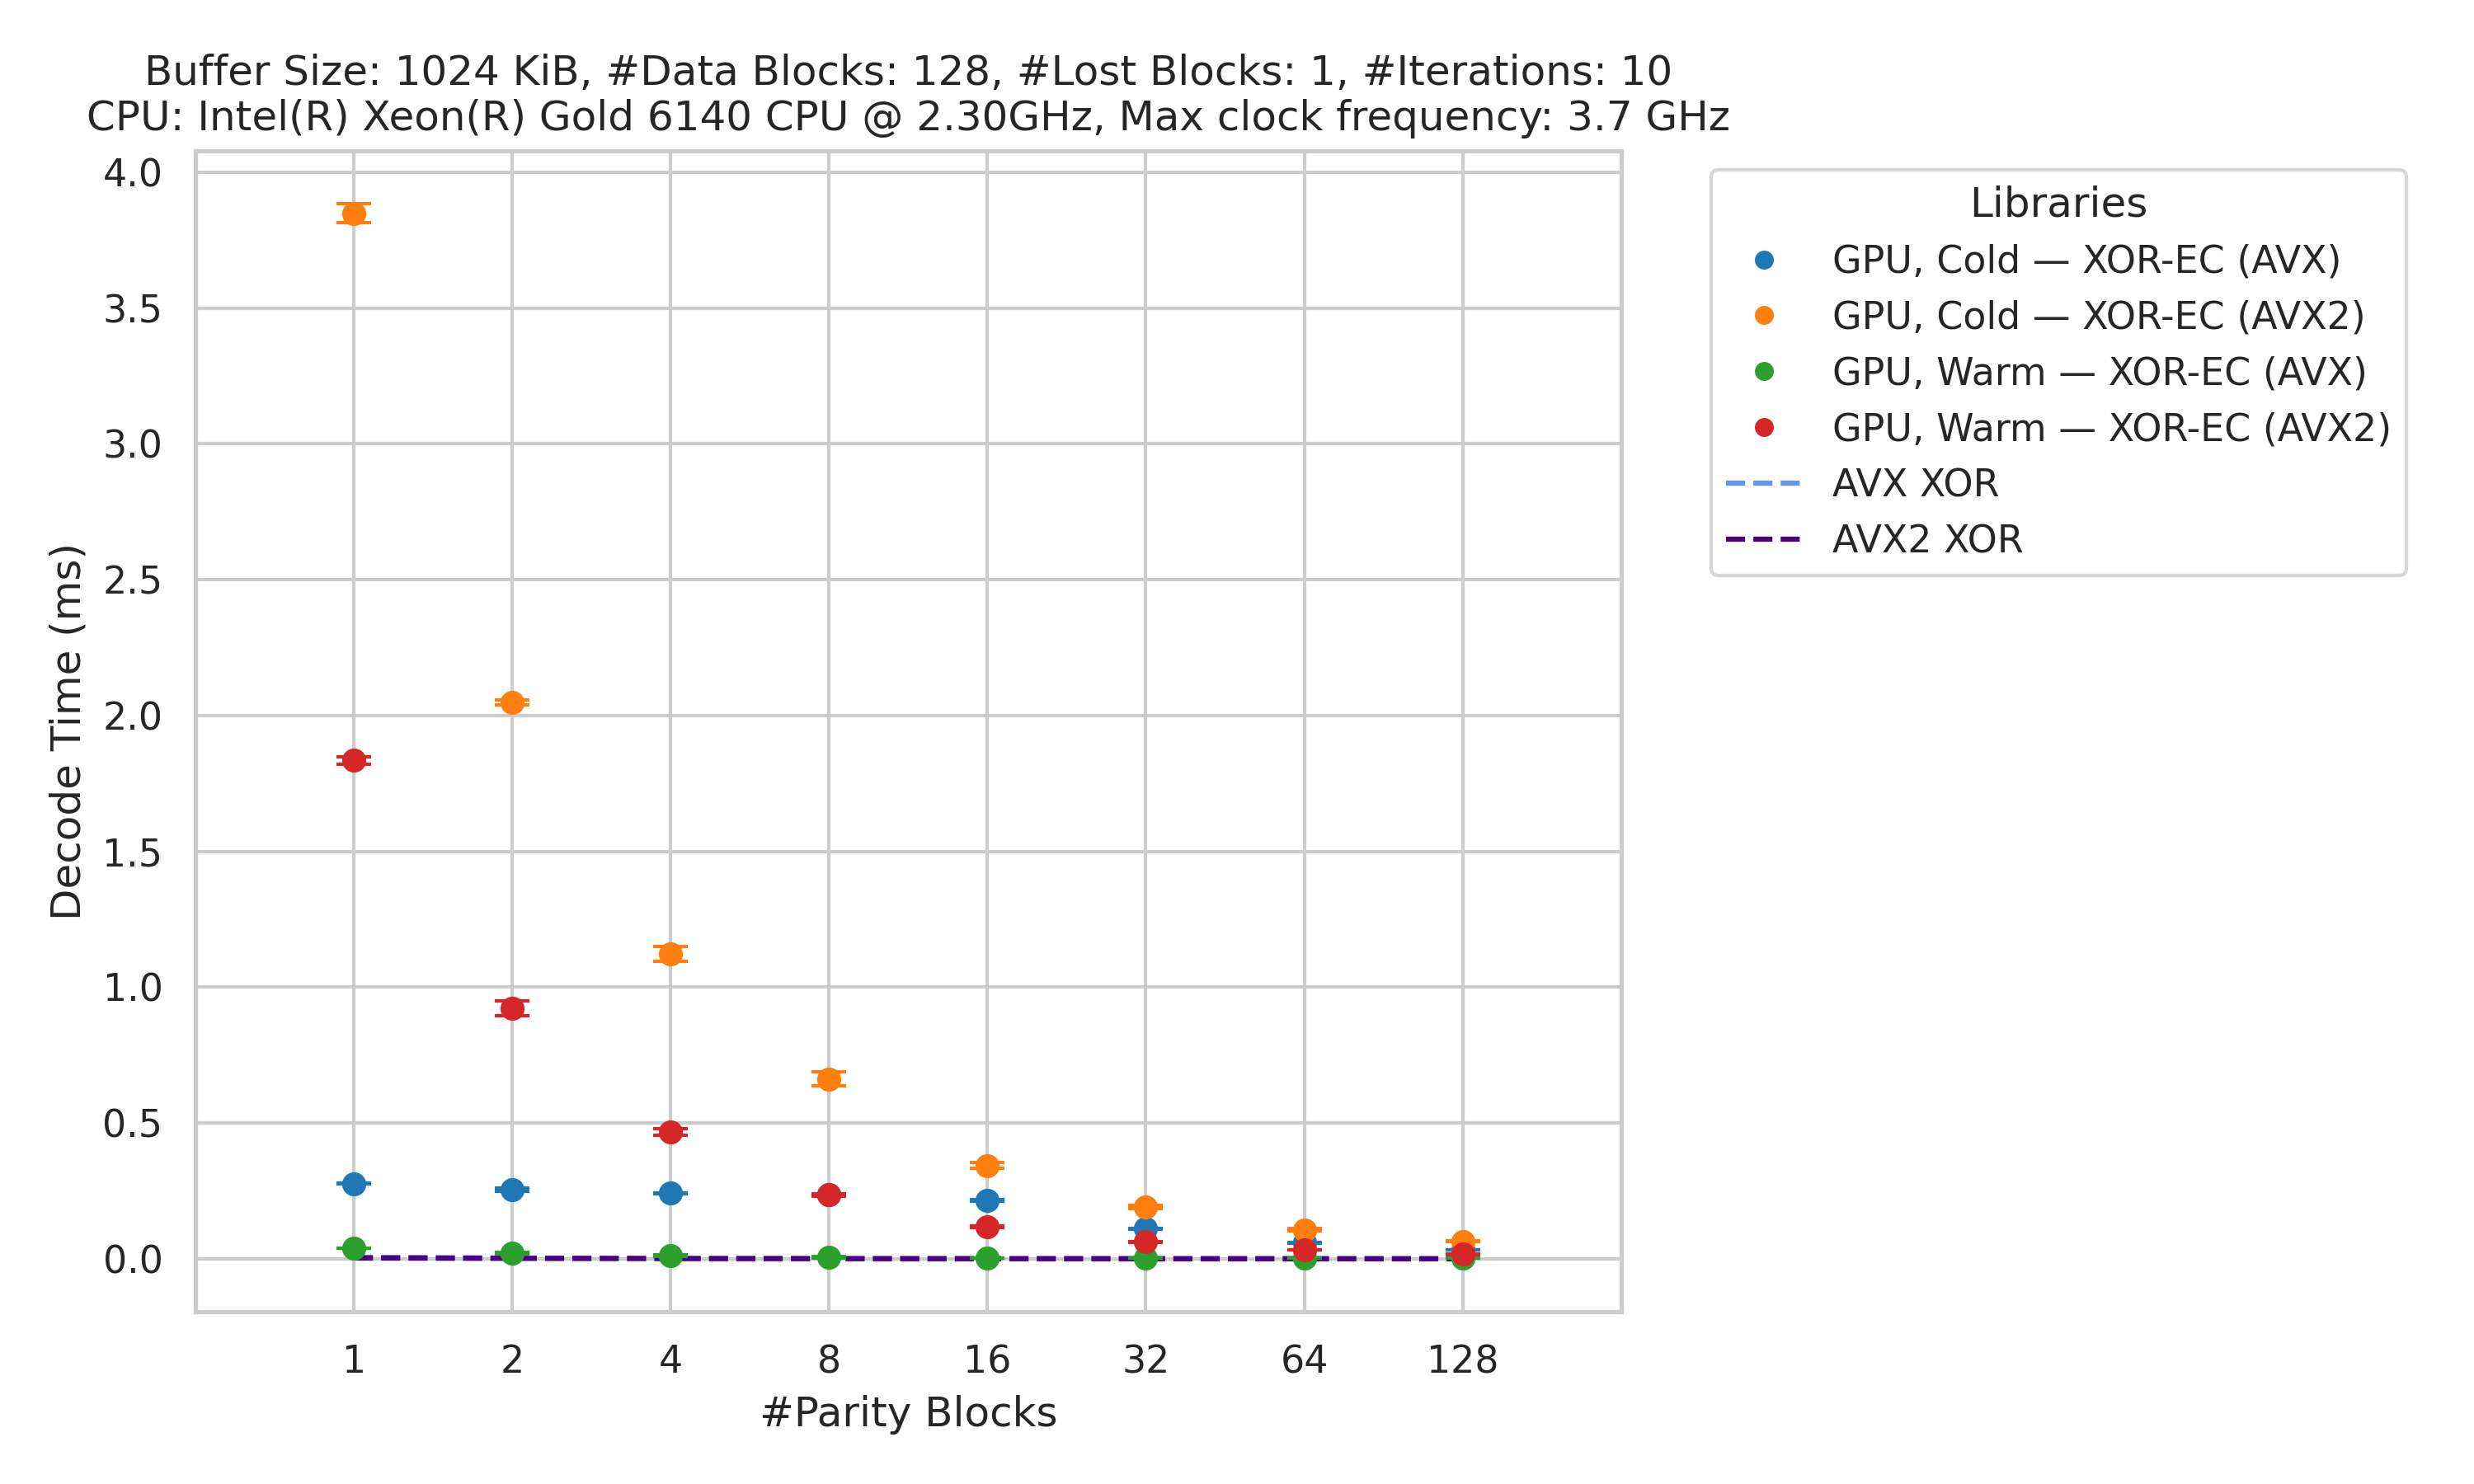 Buffer Size: 1024 KiB, #Data Blocks: 128, #Lost Blocks: 1, #Iterations: 10
CPU: Intel(R) Xeon(R) Gold 6140 CPU @ 2.30GHz, Max clock frequency: 3.7 GHz
4.0
3.5
3.0
2.5
2.0
1.5
1.0
0.5
0.0
Decode Time (ms)
1 2 4 8 16 32 64 128
#Parity Blocks
Libraries
GPU, Cold — XOR-EC (AVX)
GPU, Cold — XOR-EC (AVX2)
GPU, Warm — XOR-EC (AVX)
GPU, Warm — XOR-EC (AVX2)
AVX XOR
AVX2 XOR